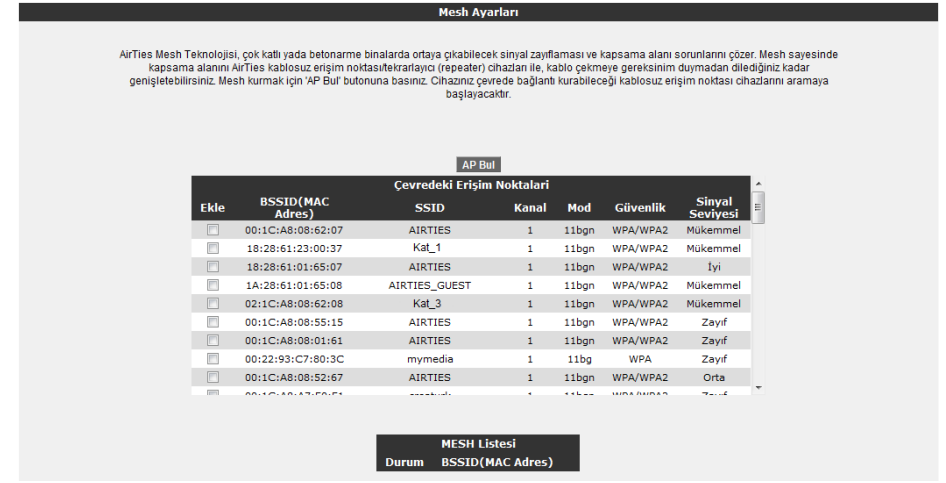 Mesh Ayarları
AirTies Mesh Teknolojisi, çok katlı yada betonarme binalarda ortaya çıkabilecek sinyal zayıflaması ve kapsama alanı sorunlarını çözer. Mesh sayesinde
kapsama alanını AirTies kablosuz erişim noktası/tekrarlayıcı (repeater) cihazları ile, kablo çekmeye gereksinim duymadan dilediğiniz kadar
genişletebilirsiniz. Mesh kurmak için 'AP Bul' butonuna basınız. Cihazınız çevrede bağlantı kurabileceği kablosuz erişim noktası cihazlarını aramaya
başlayacaktır.
AP Bul
Çevredeki Erişim Noktalari
Ekle BSSID(MAC Adres) SSID Kanal Mod Güvenlik Sinyal Seviyesi
00:1C:A8:08:62:07 AIRTIES 1 11bgn WPA/WPA2 Mükemmel
18:28:61:23:00:37 Kat_1 1 11bgn WPA/WPA2 Mükemmel
18:28:61:01:65:07 AIRTIES 1 11bgn WPA/WPA2 İyi
1A:28:61:01:65:08 AIRTIES_GUEST 1 11bgn WPA/WPA2 Mükemmel
02:1C:A8:08:62:08 Kat_3 1 11bgn WPA/WPA2 Mükemmel
00:1C:A8:08:55:15 AIRTIES 1 11bgn WPA/WPA2 Zayıf
00:1C:A8:08:01:61 AIRTIES 1 11bgn WPA/WPA2 Zayıf
00:22:93:C7:80:3C mymedia 1 11bg WPA Zayıf
00:1C:A8:08:52:67 AIRTIES 1 11bgn WPA/WPA2 Orta
1 11bgn WPA/WPA2 Zayıf
MESH Listesi
Durum BSSID(MAC Adres)